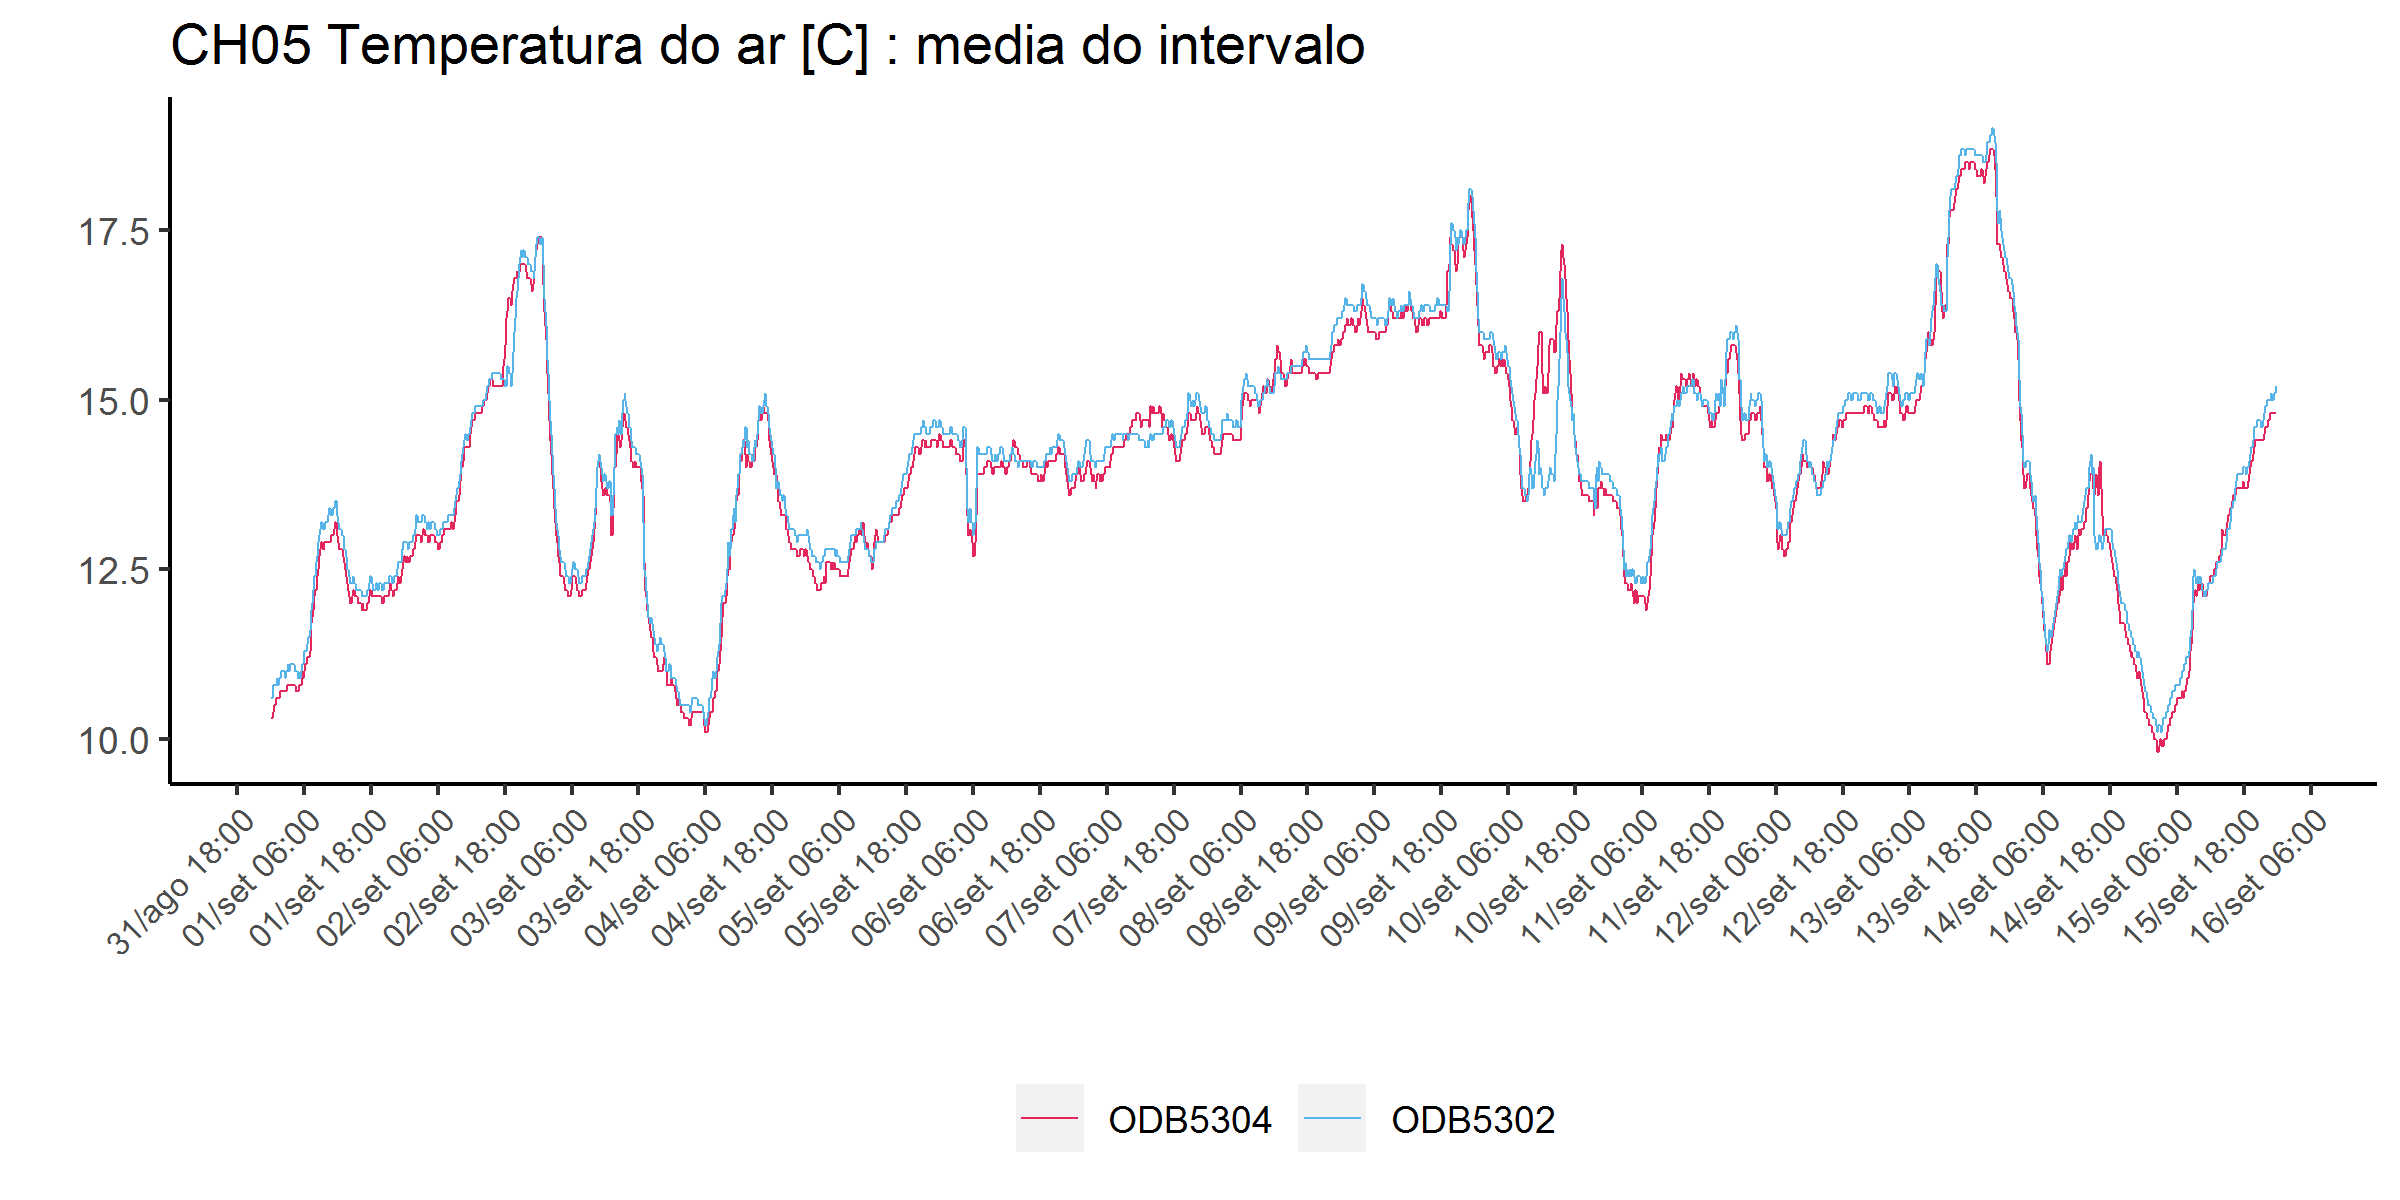 CH05 Temperatura do ar [C] : media do intervalo
17.5
15.0
12.5
10.0
31/ago 18:00
01/set 06:00
01/set 18:00
02/set 06:00
02/set 18:00
03/set 06:00
03/set 18:00
04/set 06:00
04/set 18:00
05/set 06:00
05/set 18:00
06/set 06:00
06/set 18:00
07/set 06:00
07/set 18:00
08/set 06:00
08/set 18:00
09/set 06:00
09/set 18:00
10/set 06:00
10/set 18:00
11/set 06:00
11/set 18:00
12/set 06:00
12/set 18:00
13/set 06:00
13/set 18:00
14/set 06:00
14/set 18:00
15/set 06:00
15/set 18:00
16/set 06:00
ODB5304
ODB5302